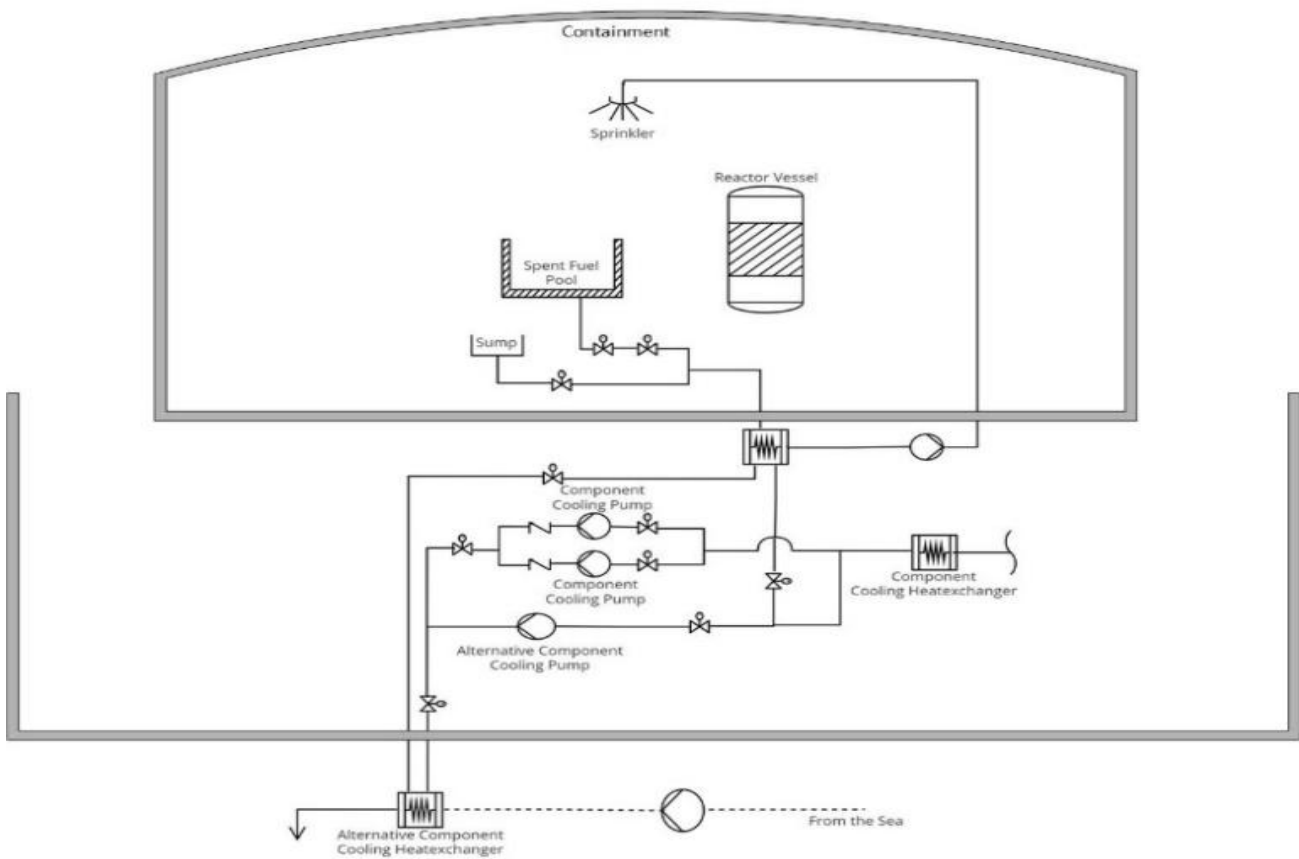 Containment
Sprinkler
Reactor Vessel
Spent Fuel
Pool
Sump
Component
Cooling Pump
Component
Cooling Pump
Component
Cooling Heatexchanger
Alternative Component
Cooling Pump
From the Sea
Alternative Component
Cooling Heatexchanger